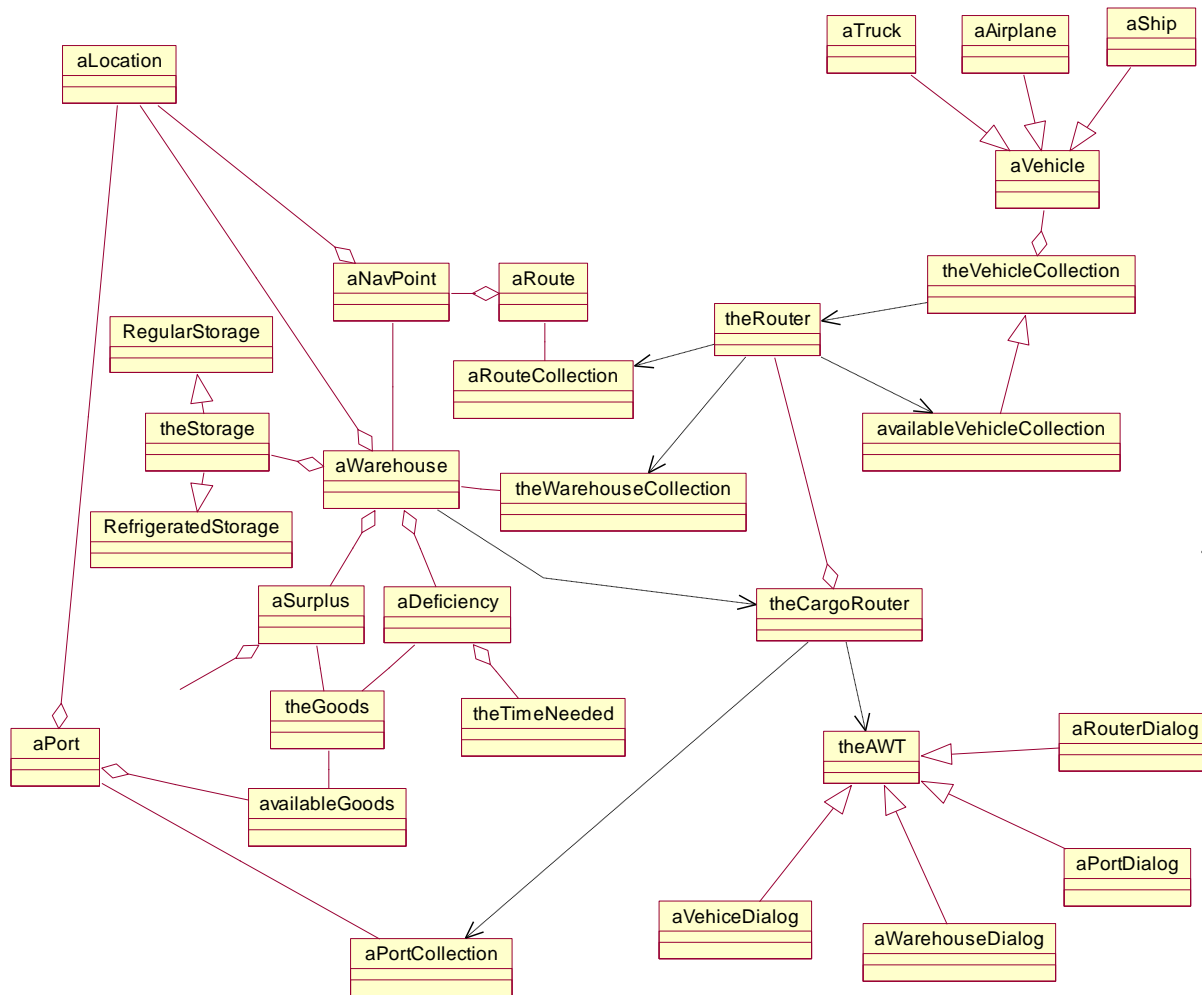 aTruck
aAirplane
aShip
aLocation
aVehicle
aNavPoint
aRoute
theVehicleCollection
RegularStorage
theRouter
aRouteCollection
theStorage
availableVehicleCollection
aWarehouse
theWarehouseCollection
RefrigeratedStorage
aSurplus
aDeficiency
theCargoRouter
theGoods
theTimeNeeded
aPort
theAWT
aRouterDialog
availableGoods
aPortDialog
aVehiceDialog
aWarehouseDialog
aPortCollection